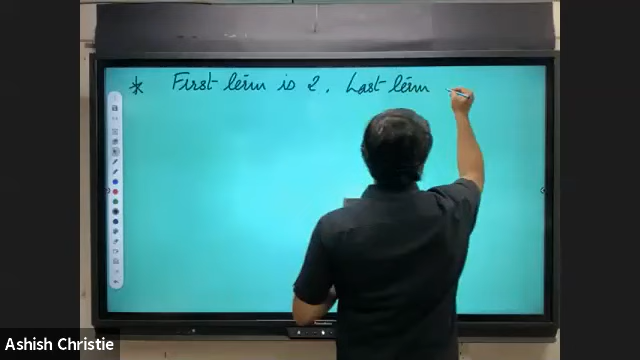 * First term is 2. Last term
Ashish Christie